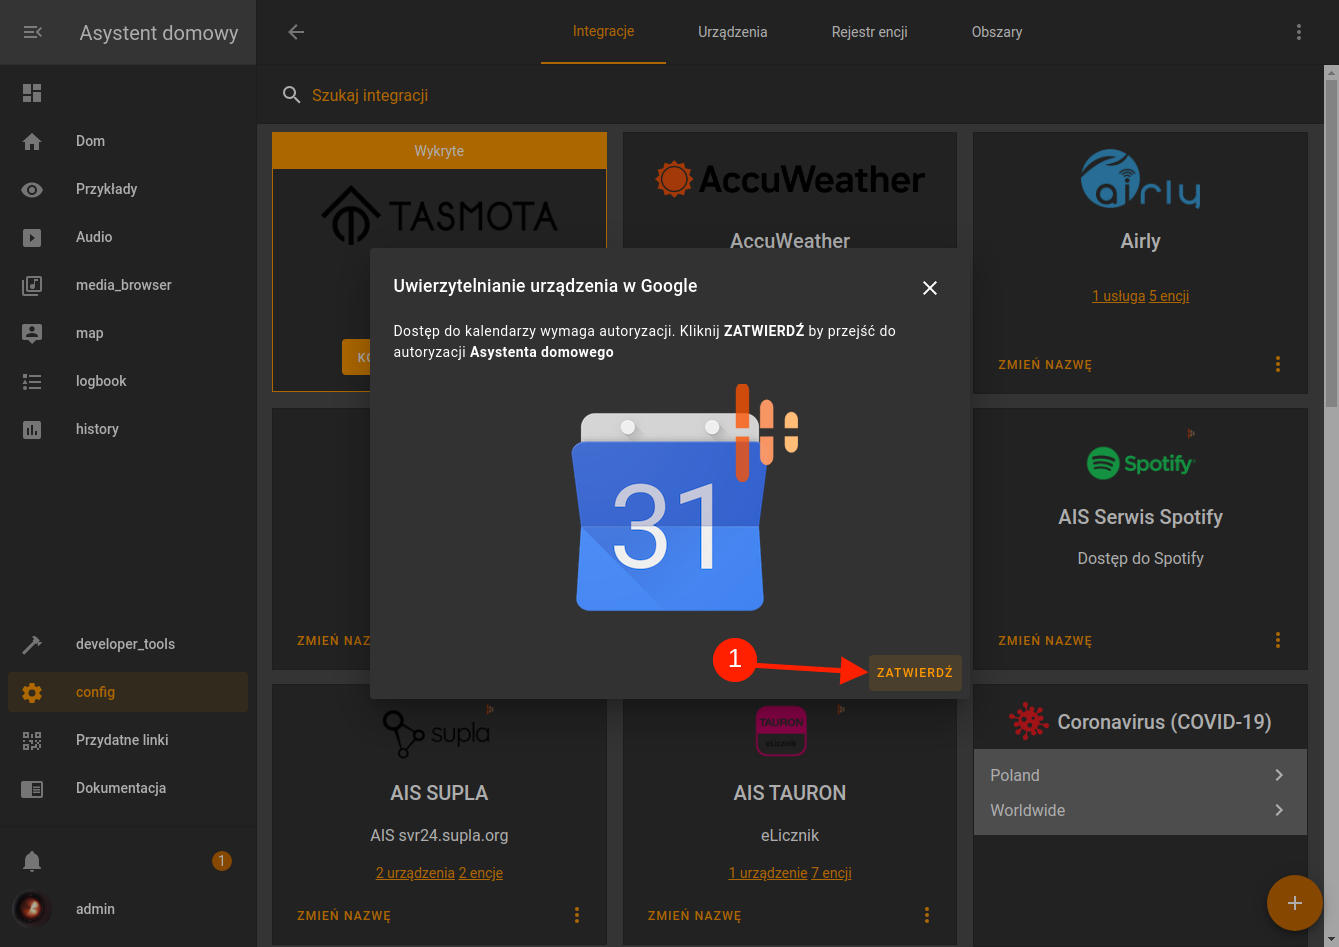 Asystent domowy
Integracje
Urządzenia
Rejestr encji
Obszary
Szukaj integracji
Dom
Przykłady
Audio
media_browser
map
logbook
history
developer_tools
config
Przydatne linki
Dokumentacja
1
admin
Wykryte
TASMOTA
AccuWeather
AccuWeather
airly
Airly
1 usługa 5 encji
ZMIEŃ NAZWĘ
Uwierzytelnianie urządzenia w Google
Dostęp do kalendarzy wymaga autoryzacji. Kliknij ZATWIERDŹ by przejść do
autoryzacji Asystenta domowego
31
1
ZATWIERDŹ
ZMIEŃ NAZ
Spotify
AIS Serwis Spotify
Dostęp do Spotify
ZMIEŃ NAZWĘ
supla
AIS SUPLA
AIS svr24.supla.org
2 urządzenia 2 encje
ZMIEŃ NAZWĘ
TAURON
eLicznik
AIS TAURON
eLicznik
1 urządzenie 7 encji
ZMIEŃ NAZWĘ
Coronavirus (COVID-19)
Poland
Worldwide